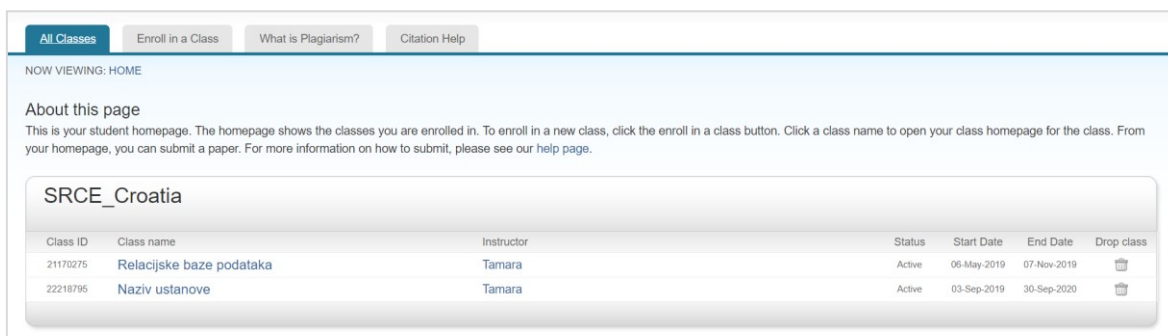 All Classes Enroll in a Class What is Plagiarism? Citation Help
NOW VIEWING: HOME
About this page
This is your student homepage. The homepage shows the classes you are enrolled in. To enroll in a new class, click the enroll in a class button. Click a class name to open your class homepage for the class. From
your homepage, you can submit a paper. For more information on how to submit, please see our help page.
SRCE_Croatia
Class ID Class name Instructor Status Start Date End Date Drop class
21170275 Relacijske baze podataka Tamara Active 06-May-2019 07-Nov-2019
22218795 Naziv ustanove Tamara Active 03-Sep-2019 30-Sep-2020